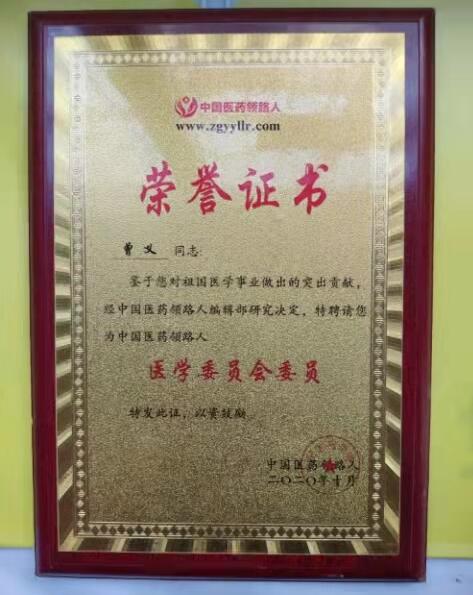 中国医药领路人
www.zgyyllr.com
荣誉证书
曾义 同志:
鉴于您对祖国医学事业做出的突出贡献,
经中国医药领路人编辑部研究决定,特聘请您
为中国医药领路人
医学委员会委员
特发此证,以资鼓励
中国医药领路人
二〇二〇年十月